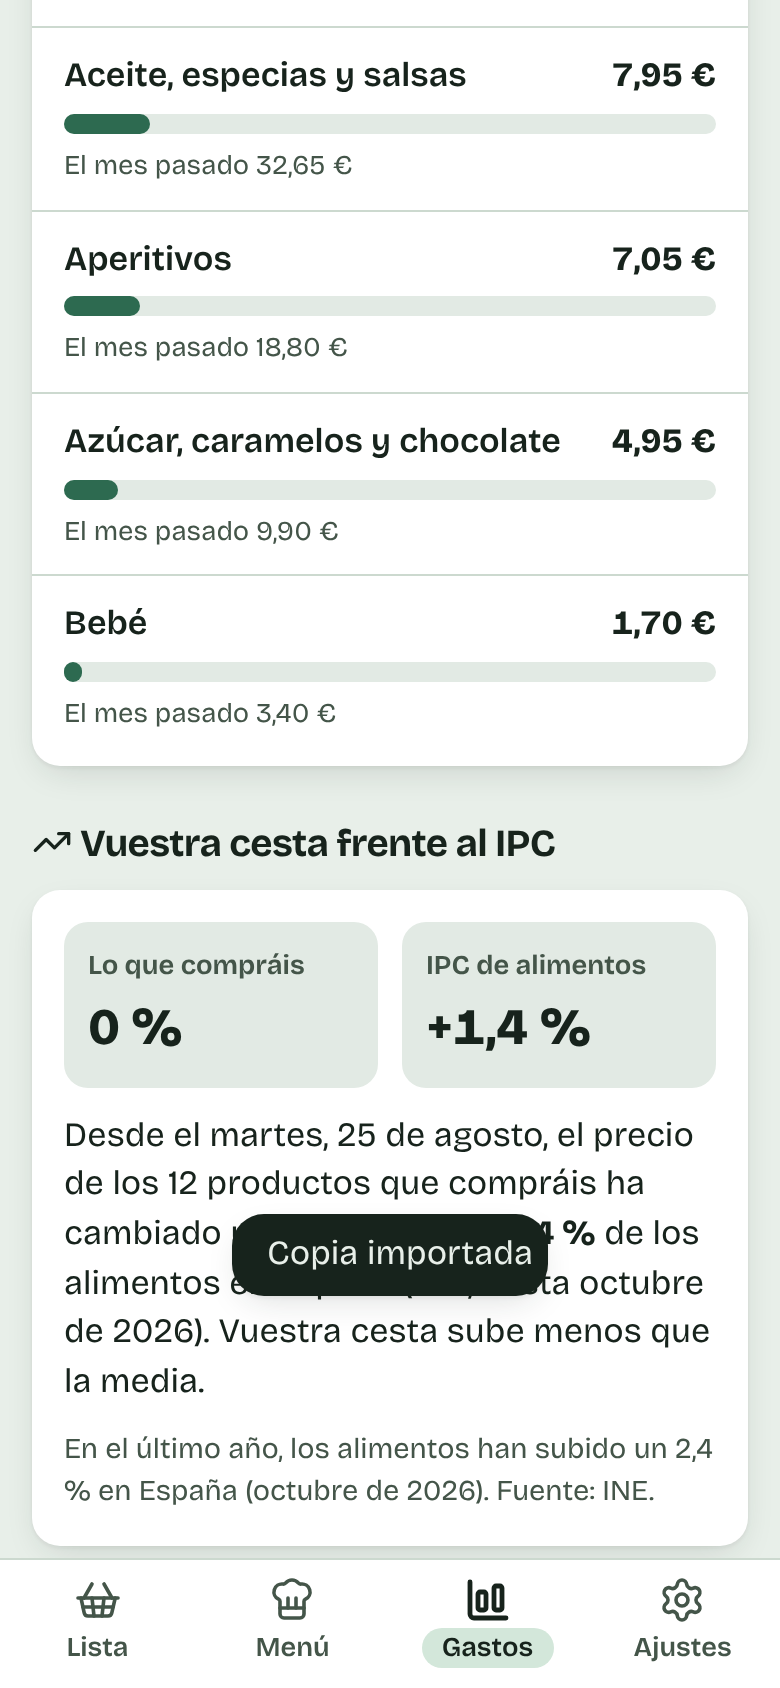 Aceite, especias y salsas 7,95 €
El mes pasado 32,65 €
Aperitivos 7,05 €
El mes pasado 18,80 €
Azúcar, caramelos y chocolate 4,95 €
El mes pasado 9,90 €
Bebé 1,70 €
El mes pasado 3,40 €
Vuestra cesta frente al IPC
Lo que compráis IPC de alimentos
0 % +1,4 %
Desde el martes, 25 de agosto, el precio
de los 12 productos que compráis ha
cambiado % de los
Copia importada
alimentos octubre
de 2026). Vuestra cesta sube menos que
la media.
En el último año, los alimentos han subido un 2,4
% en España (octubre de 2026). Fuente: INE.
Lista Menú Gastos Ajustes